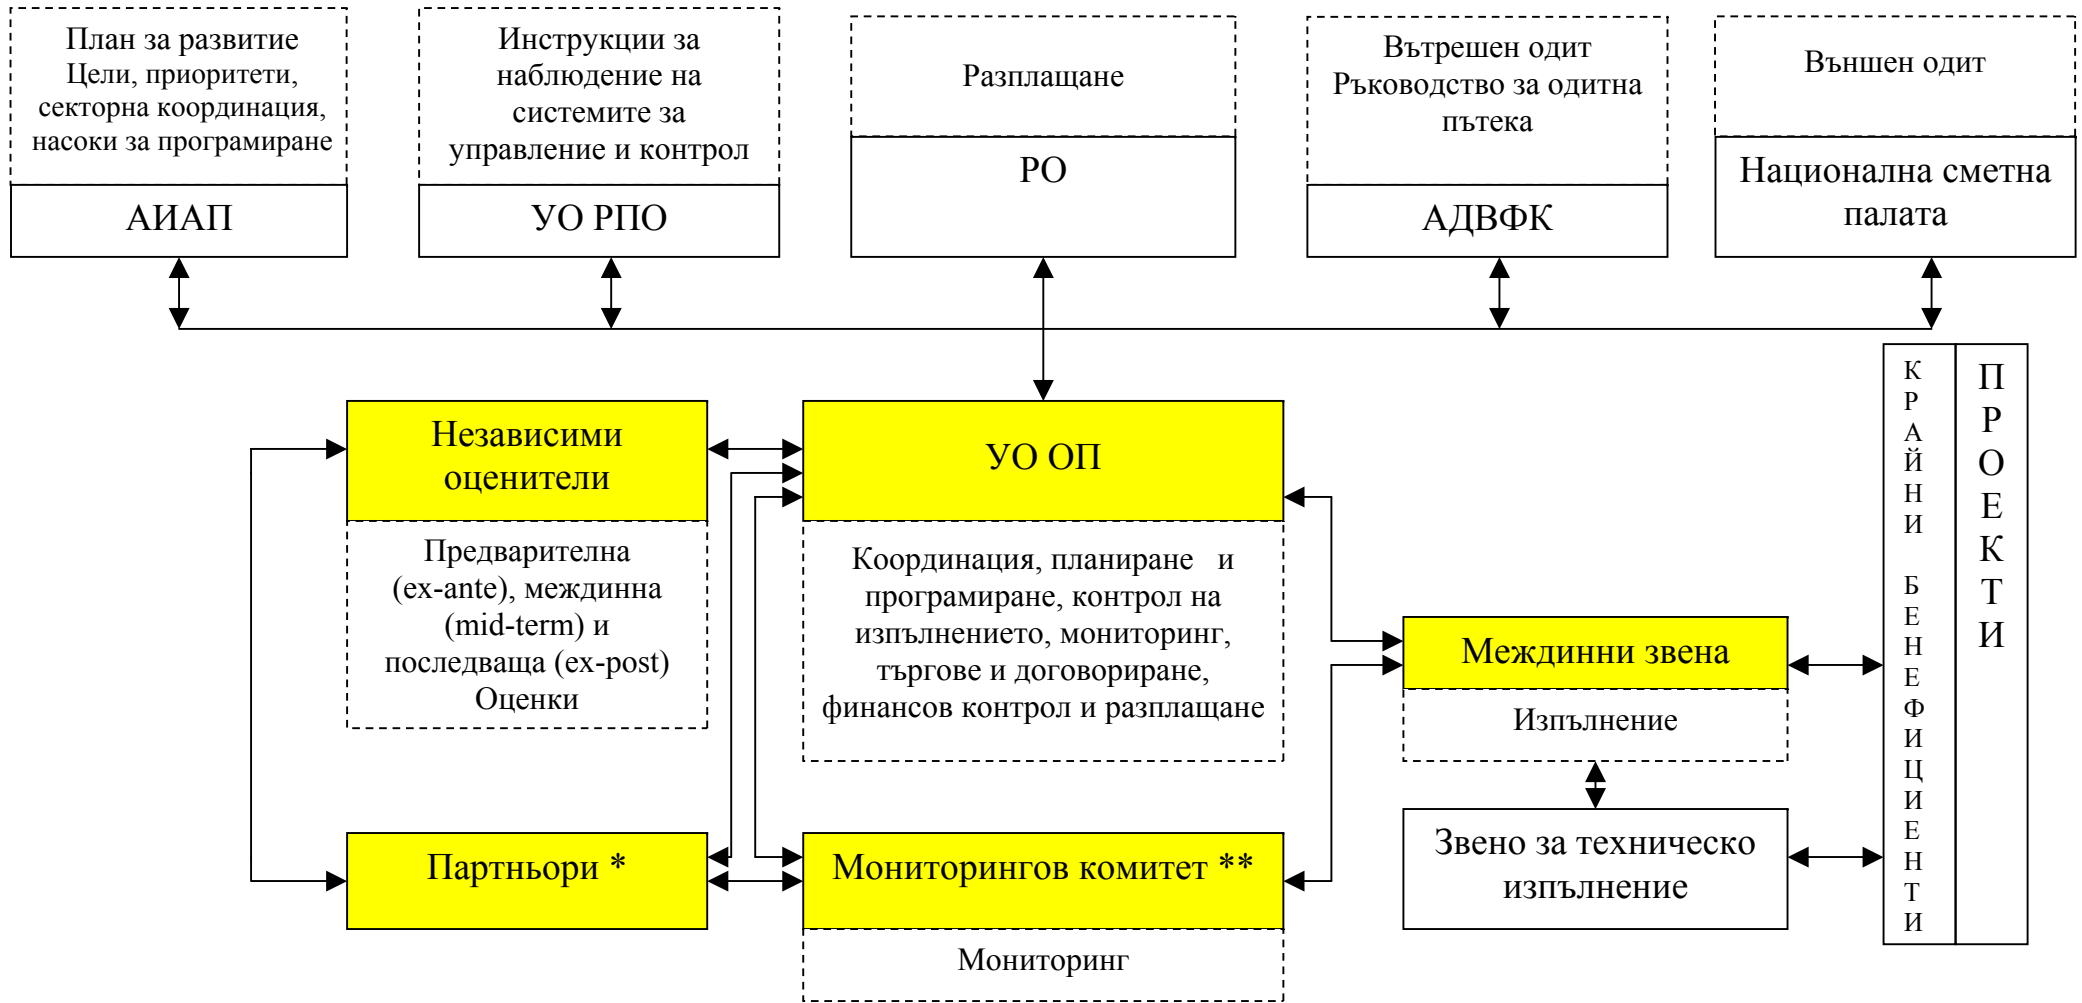 План за развитие
Цели, приоритети,
секторна координация,
насоки за програмиране
АИАП
Инструкции за
наблюдение на
системите за
управление и контрол
УО РПО
Разплащане
РО
Вътрешен одит
Ръководство за одитна
пътека
АДВФК
Външен одит
Национална сметна
палата
Независими
оценители
Предварителна
(ex-ante), междинна
(mid-term) и
последваща (ex-post)
Оценки
УО ОП
Координация, планиране и
програмиране, контрол на
изпълнението, мониторинг,
търгове и договориране,
финансов контрол и разплащане
Междинни звена
Изпълнение
Партньори *
Мониторингов комитет **
Мониторинг
Звено за техническо
изпълнение
КРАЙНИ БЕНЕФИЦИЕНТИ
ПРОЕКТИ